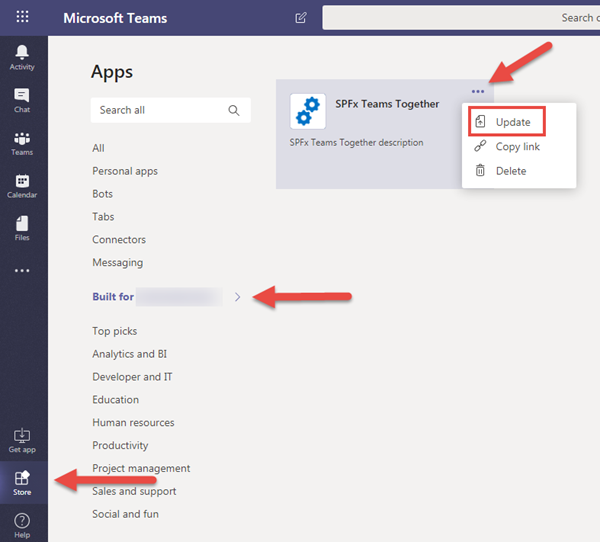 Microsoft Teams
Search
Activity
Chat
Teams
Calendar
Files
Get app
Store
Help
Apps
Search all
All
Personal apps
Bots
Tabs
Connectors
Messaging
Built for
Top picks
Analytics and BI
Developer and IT
Education
Human resources
Productivity
Project management
Sales and support
Social and fun
SPFx Teams Together
SPFx Teams Together description
Update
Copy link
Delete